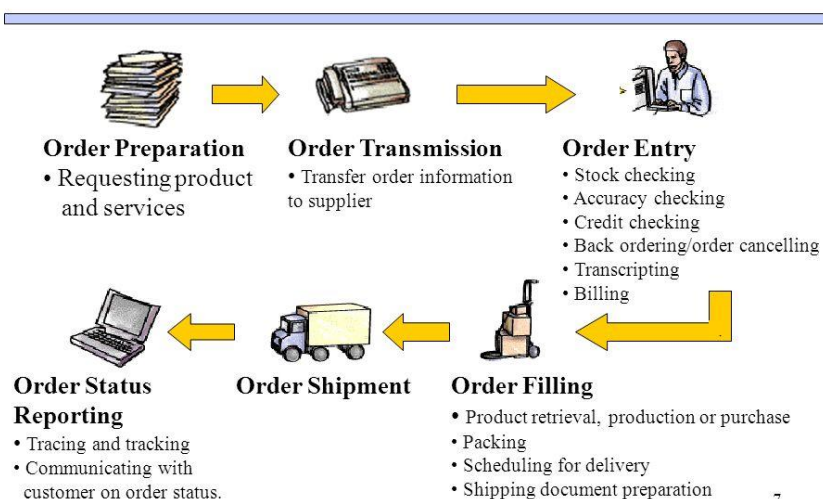 Order Preparation
• Requesting product
and services
Order Transmission
• Transfer order information
to supplier
Order Entry
• Stock checking
• Accuracy checking
• Credit checking
• Back ordering/order cancelling
• Transcripting
• Billing
Order Status
Reporting
• Tracing and tracking
• Communicating with
customer on order status.
Order Shipment
Order Filling
• Product retrieval, production or purchase
• Packing
• Scheduling for delivery
• Shipping document preparation
7